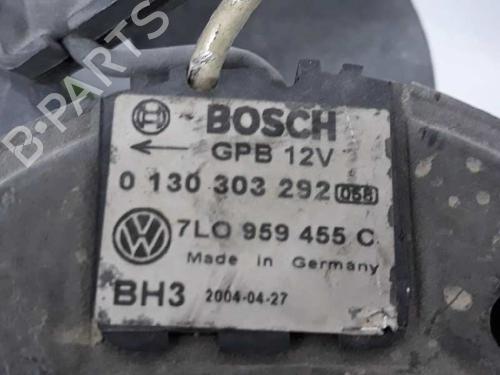 BOSCH
GPB 12V
0 130 303 292 058
7L0 959 455 C
Made in Germany
BH3 2004-04-27
B-PARTS